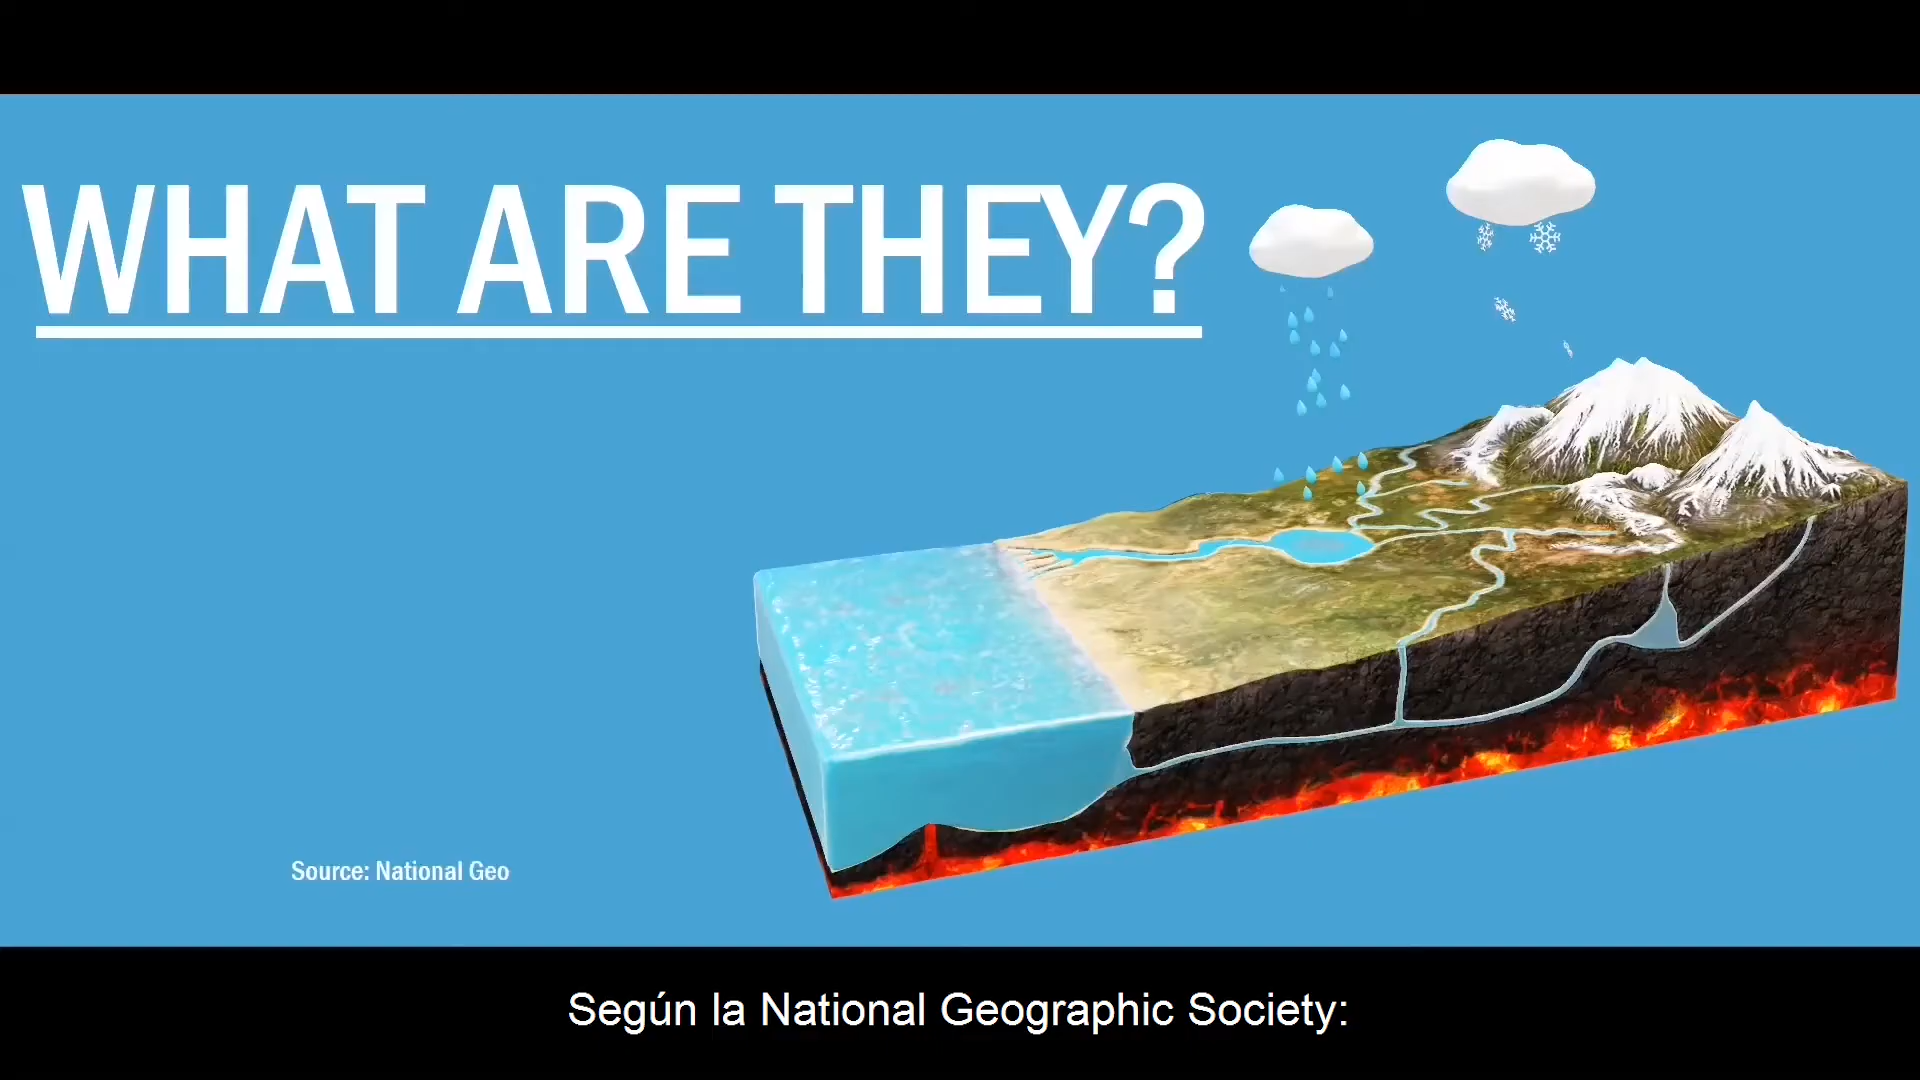 WHAT ARE THEY?
Source: National Geo
Según la National Geographic Society: